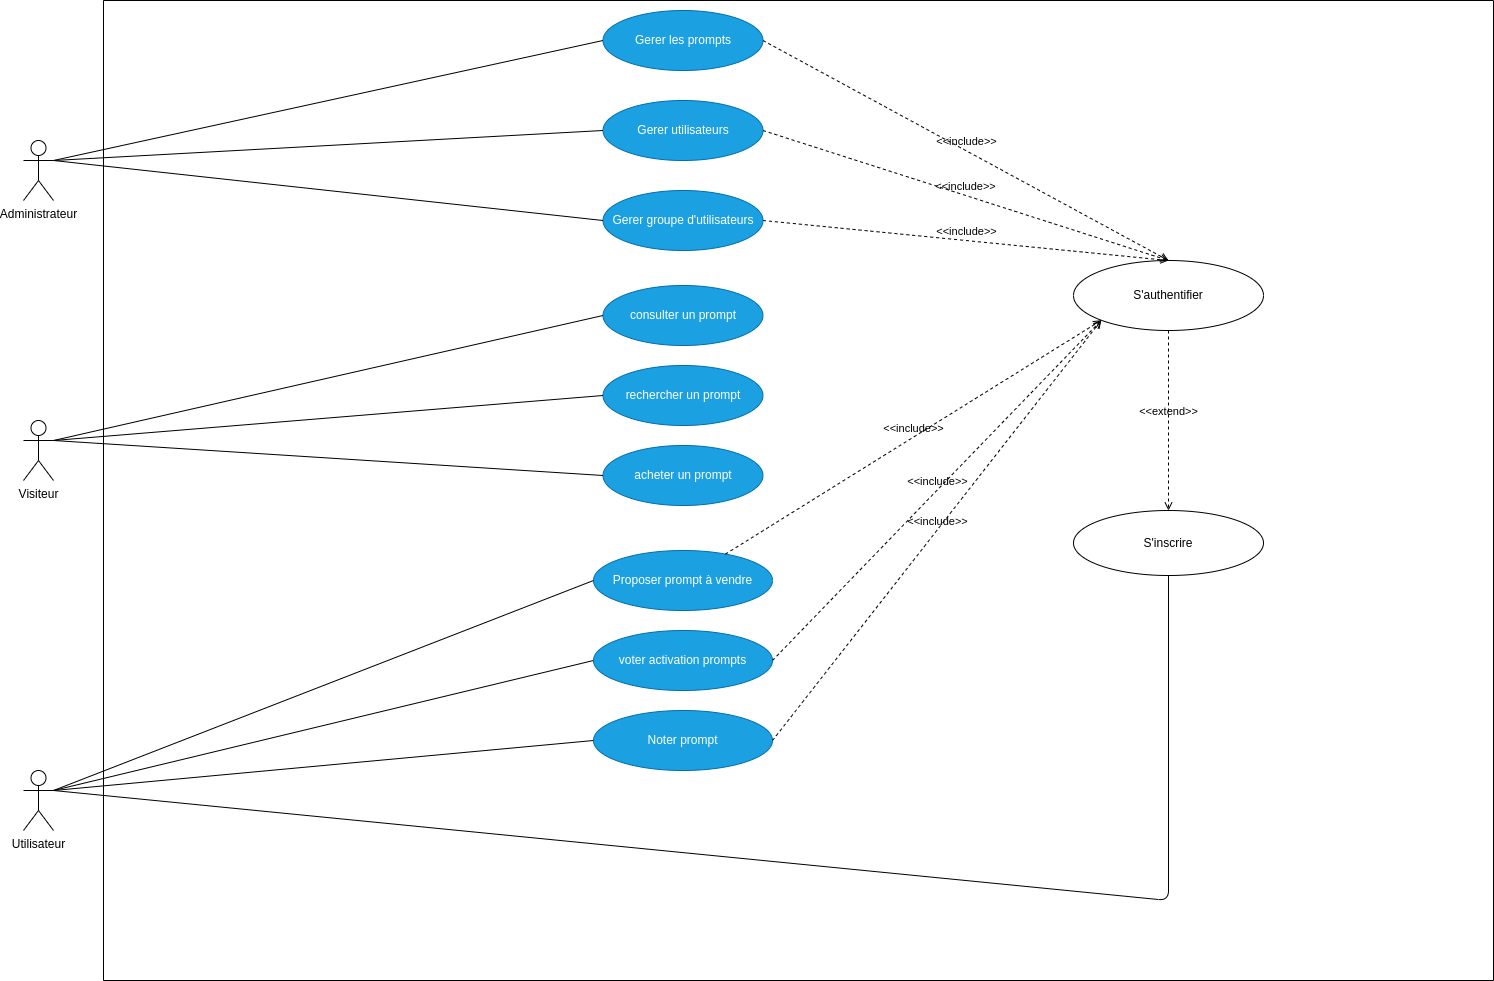 Gerer les prompts
Gerer utilisateurs
<<include>>
<<include>>
Administrateur
Gerer groupe d'utilisateurs
<<include>>
S'authentifier
consulter un prompt
rechercher un prompt
<<extend>>
<<include>>
acheter un prompt
<<include>>
Visiteur
<<include>>
S'inscrire
Proposer prompt à vendre
voter activation prompts
Noter prompt
Utilisateur